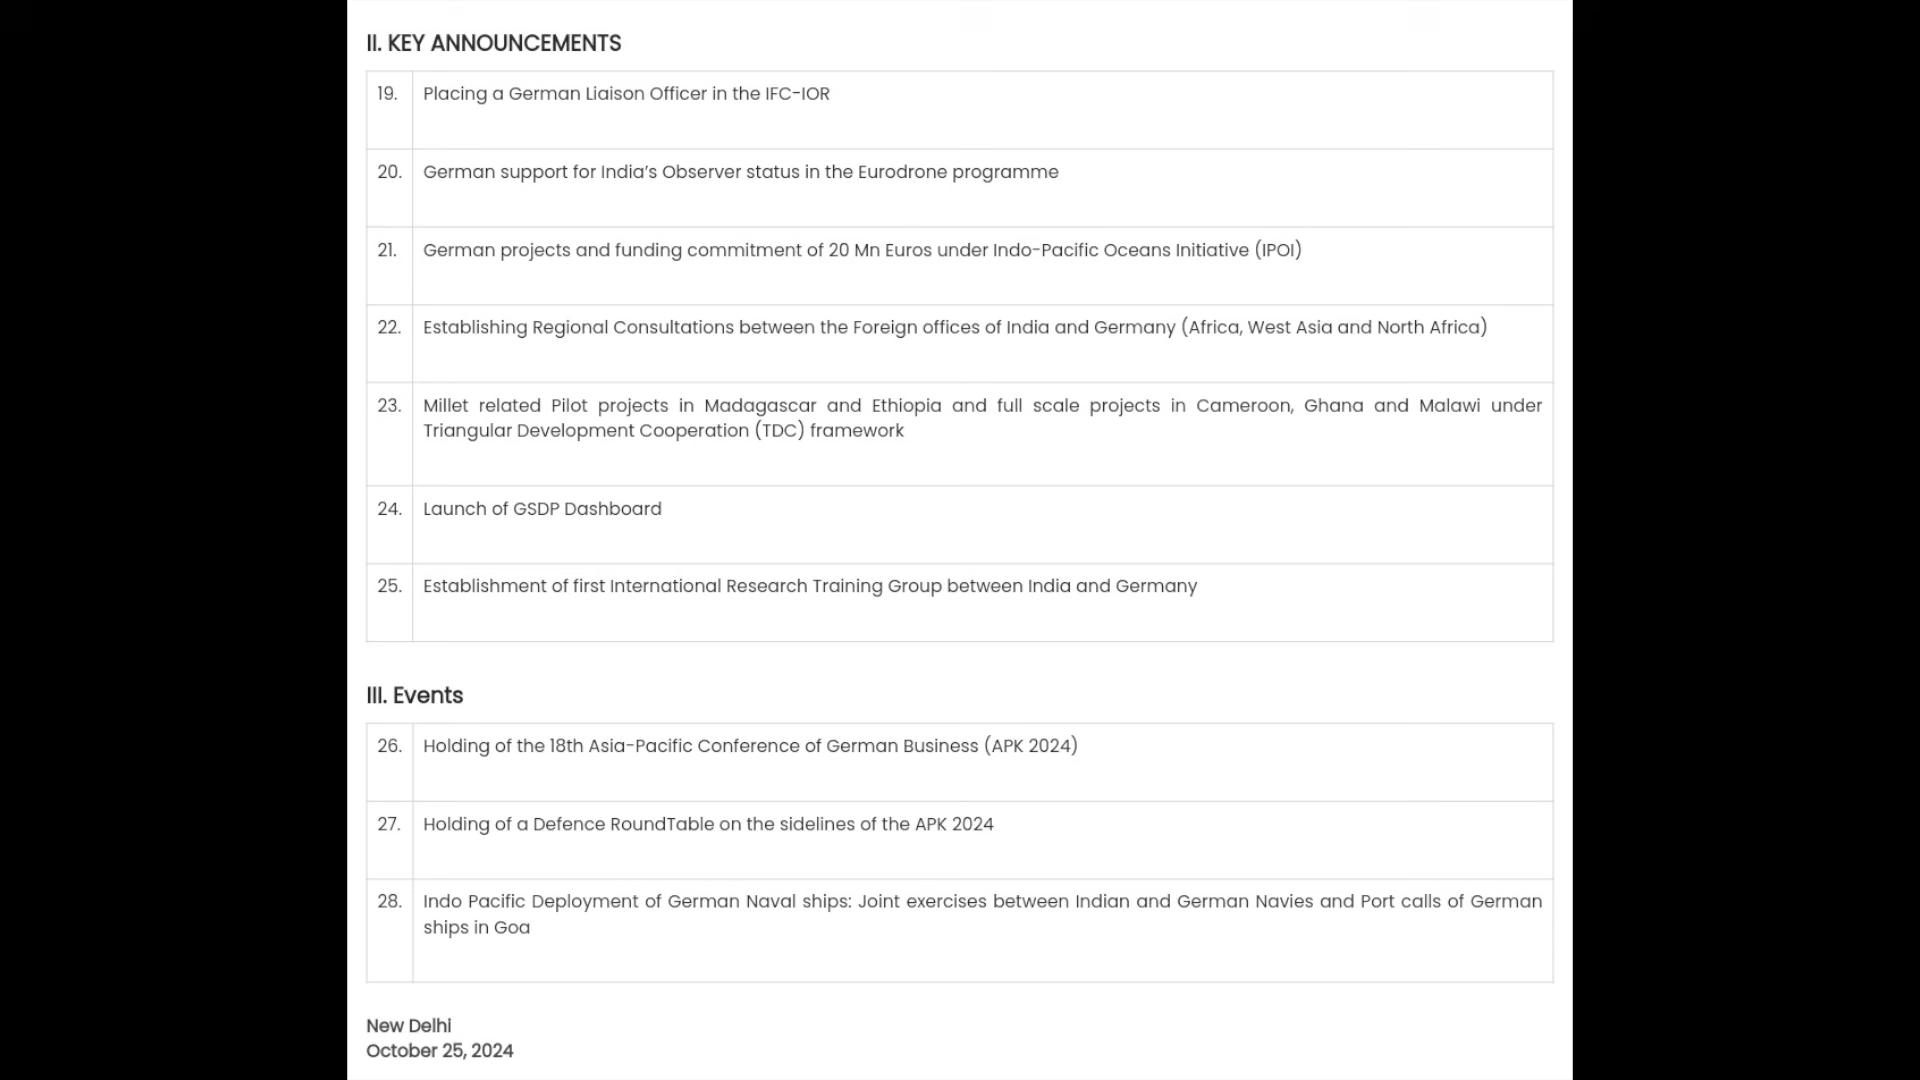 II. KEY ANNOUNCEMENTS
19. Placing a German Liaison Officer in the IFC-IOR
20. German support for India’s Observer status in the Eurodrone programme
21. German projects and funding commitment of 20 Mn Euros under Indo-Pacific Oceans Initiative (IPOI)
22. Establishing Regional Consultations between the Foreign offices of India and Germany (Africa, West Asia and North Africa)
23. Millet related Pilot projects in Madagascar and Ethiopia and full scale projects in Cameroon, Ghana and Malawi under
Triangular Development Cooperation (TDC) framework
24. Launch of GSDP Dashboard
25. Establishment of first International Research Training Group between India and Germany
III. Events
26. Holding of the 18th Asia-Pacific Conference of German Business (APK 2024)
27. Holding of a Defence RoundTable on the sidelines of the APK 2024
28. Indo Pacific Deployment of German Naval ships: Joint exercises between Indian and German Navies and Port calls of German
ships in Goa
New Delhi
October 25, 2024